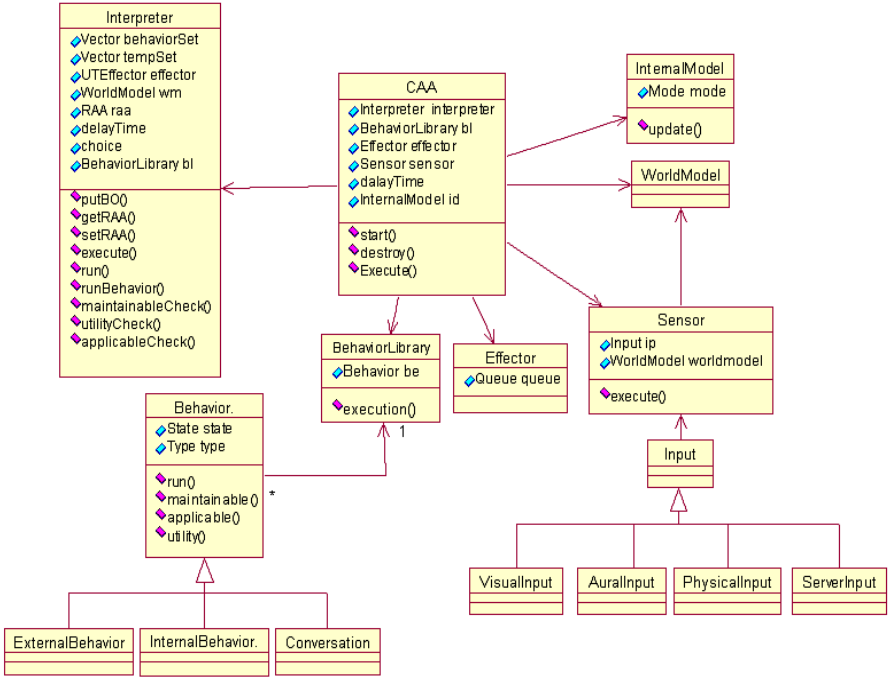 Interpreter
Vector behaviorSet
Vector tempSet
UTEffector effector
WorldModel wm
RAA raa
delayTime
choice
BehaviorLibrary bl
putBO()
getRAA()
setRAA()
execute()
run()
runBehavior()
maintainableCheck()
utilityCheck()
applicableCheck()
CAA
Interpreter interpreter
BehaviorLibrary bl
Effector effector
Sensor sensor
dalayTime
InternalModel id
start()
destroy()
Execute()
InternalModel
Mode mode
update()
WorldModel
Sensor
Input ip
WorldModel worldmodel
execute()
BehaviorLibrary
Behavior be
execution()
1
Effector
Queue queue
Behavior.
State state
Type type
run()
maintainable()
applicable()
utility()
*
Input
VisualInput
AuralInput
PhysicalInput
ServerInput
ExternalBehavior
InternalBehavior.
Conversation